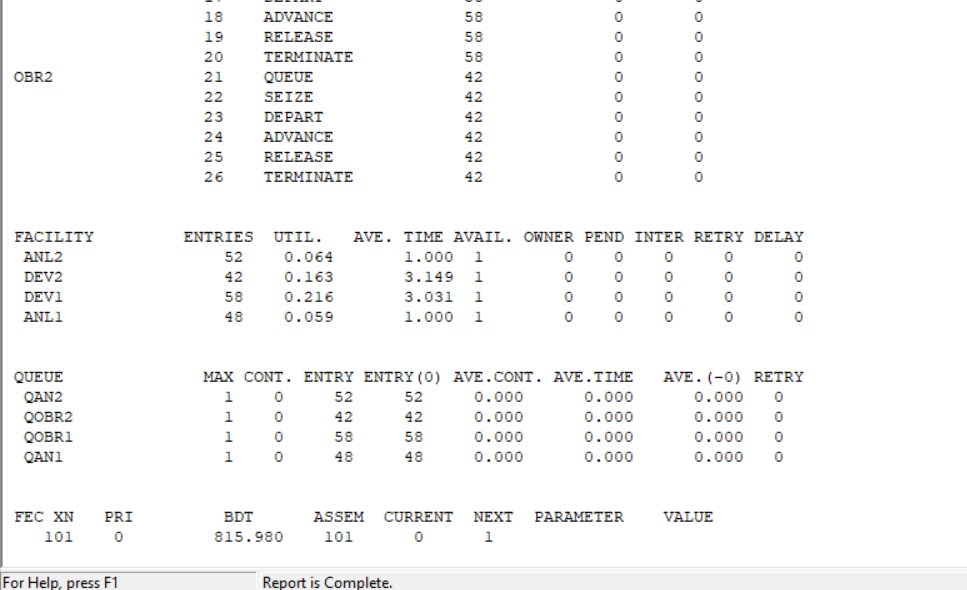 18 ADVANCE 58 0 0
19 RELEASE 58 0 0
20 TERMINATE 58 0 0
OBR2 21 QUEUE 42 0 0
22 SEIZE 42 0 0
23 DEPART 42 0 0
24 ADVANCE 42 0 0
25 RELEASE 42 0 0
26 TERMINATE 42 0 0
FACILITY ENTRIES UTIL. AVE. TIME AVAIL. OWNER PEND INTER RETRY DELAY
ANL2 52 0.064 1.000 1 0 0 0 0 0
DEV2 42 0.163 3.149 1 0 0 0 0 0
DEV1 58 0.216 3.031 1 0 0 0 0 0
ANL1 48 0.059 1.000 1 0 0 0 0 0
QUEUE MAX CONT. ENTRY ENTRY(0) AVE.CONT. AVE.TIME AVE.(-0) RETRY
QAN2 1 0 52 52 0.000 0.000 0.000 0
QOBR2 1 0 42 42 0.000 0.000 0.000 0
QOBR1 1 0 58 58 0.000 0.000 0.000 0
QAN1 1 0 48 48 0.000 0.000 0.000 0
FEC XN PRI BDT ASSEM CURRENT NEXT PARAMETER VALUE
101 0 815.980 101 0 1
For Help, press F1 Report is Complete.